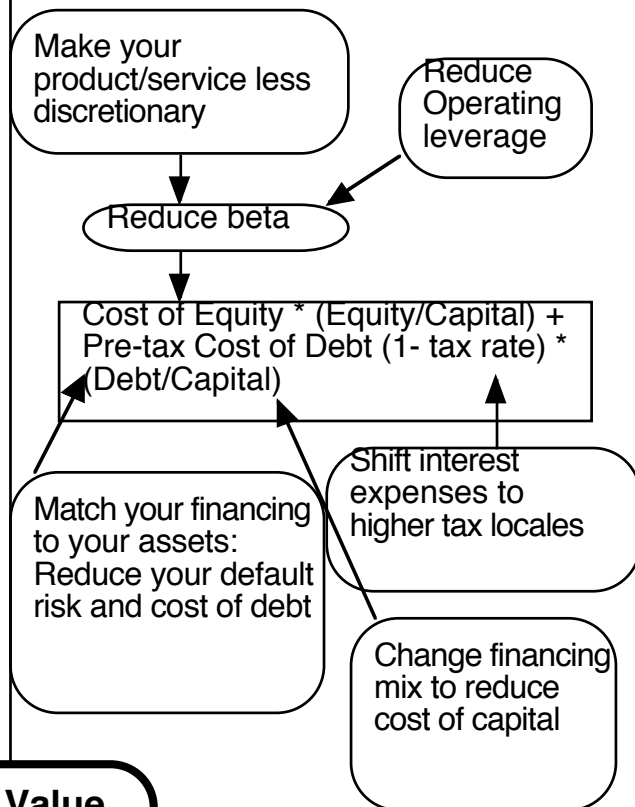 Make your
product/service less
discretionary
Reduce
Operating
leverage
Reduce beta
Cost of Equity * (Equity/Capital) +
Pre-tax Cost of Debt (1- tax rate) *
(Debt/Capital)
Match your financing
to your assets:
Reduce your default
risk and cost of debt
Shift interest
expenses to
higher tax locales
Change financing
mix to reduce
cost of capital
Value